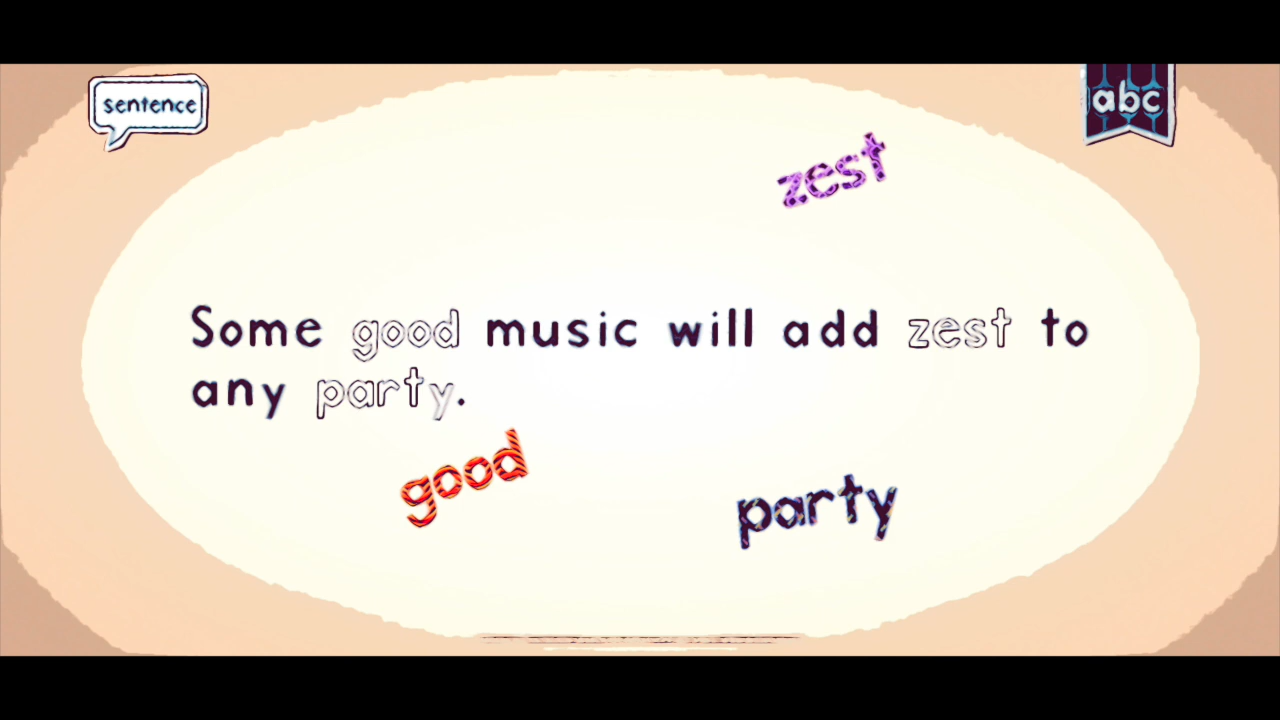 sentence
abc
zest
Some good music will add zest to
any party.
good
party